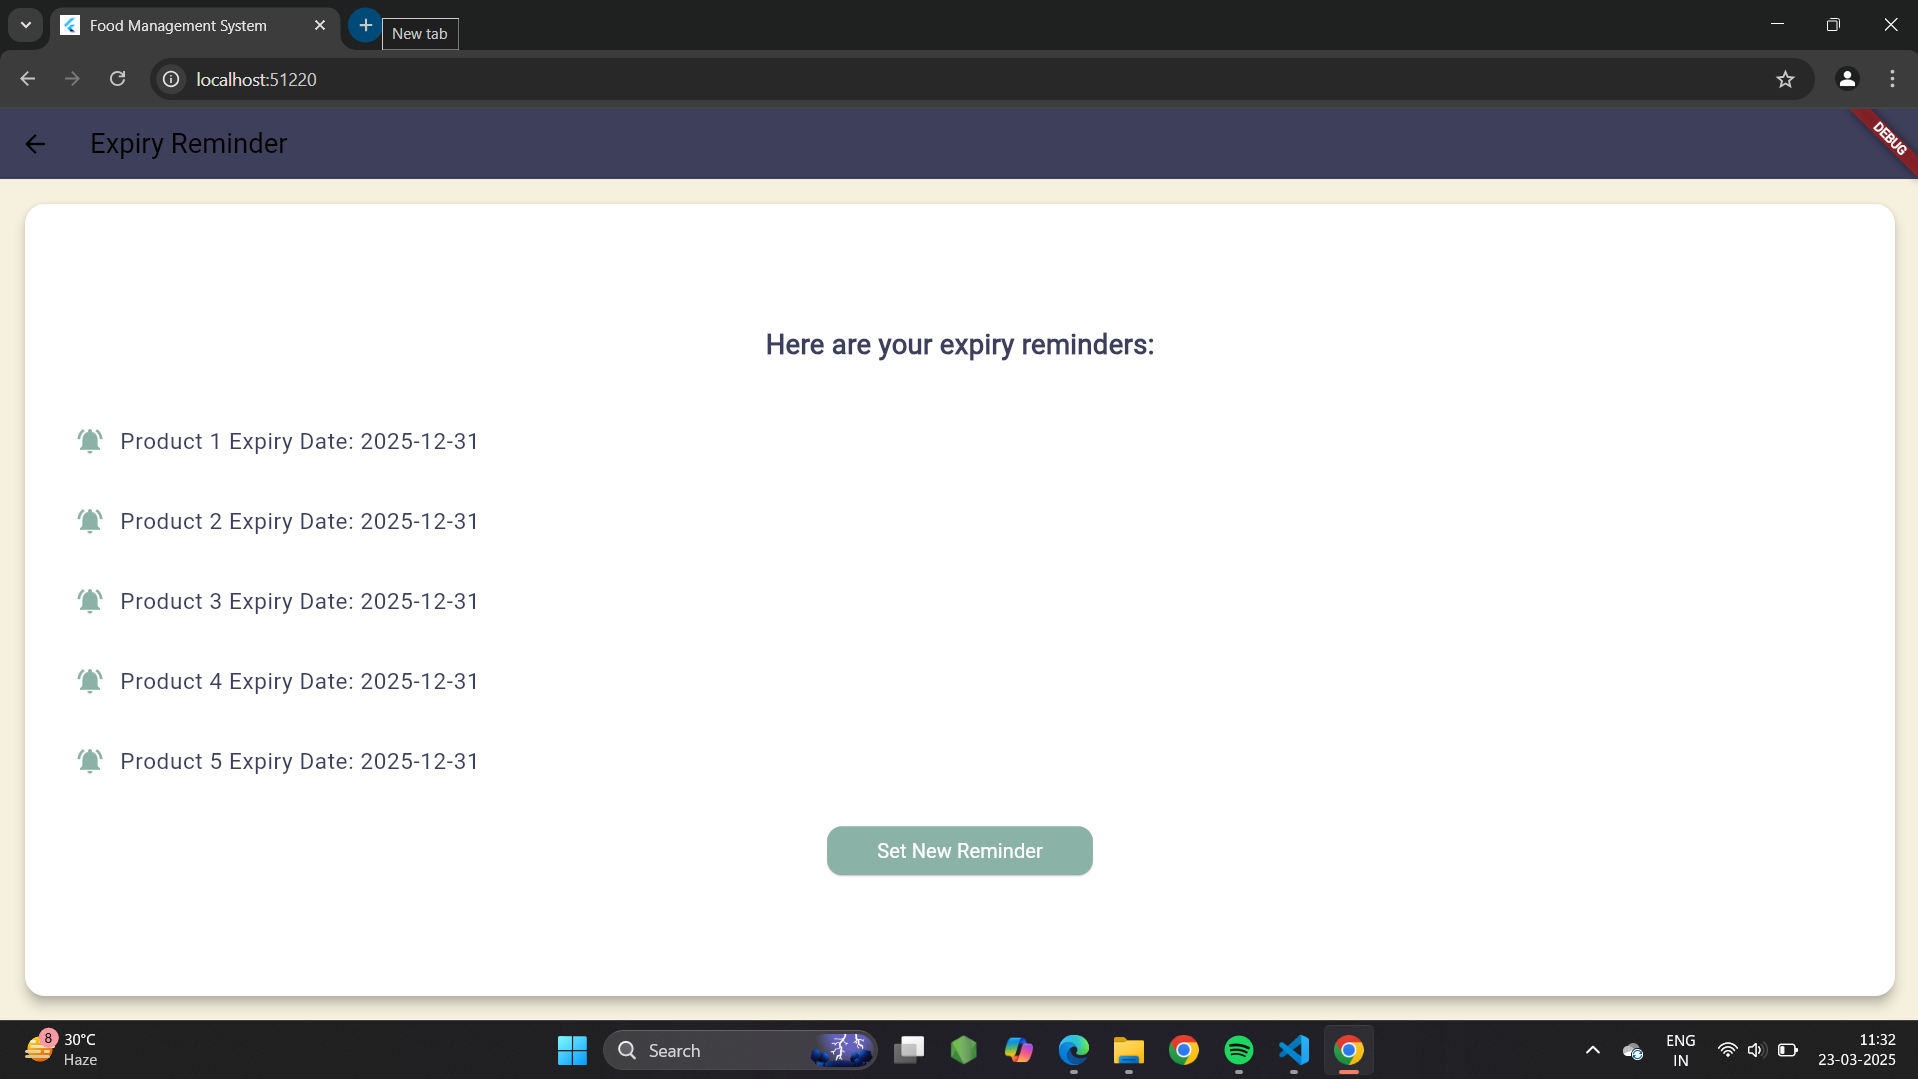 Food Management System
New tab
localhost:51220
Expiry Reminder
DEBUG
Here are your expiry reminders:
Product 1 Expiry Date: 2025-12-31
Product 2 Expiry Date: 2025-12-31
Product 3 Expiry Date: 2025-12-31
Product 4 Expiry Date: 2025-12-31
Product 5 Expiry Date: 2025-12-31
Set New Reminder
8
30°C
Haze
Search
ENG
IN
11:32
23-03-2025